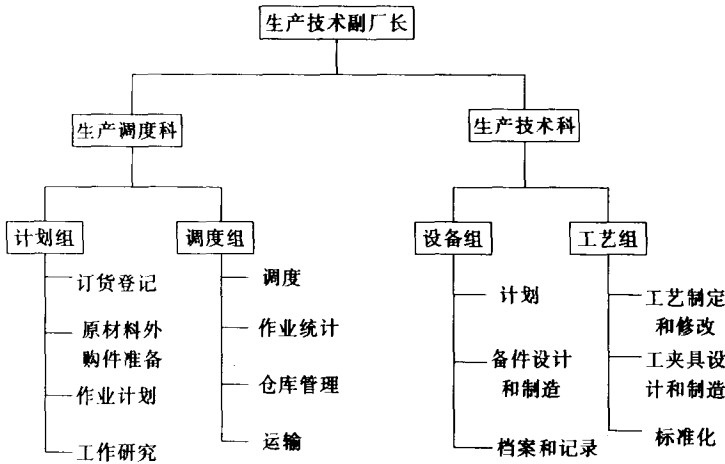 生产技术副厂长
生产调度科
生产技术科
计划组
调度组
设备组
工艺组
订货登记
原材料外
购件准备
作业计划
工作研究
调度
作业统计
仓库管理
运输
计划
备件设计
和制造
档案和记录
工艺制定
和修改
工夹具设
计和制造
标准化